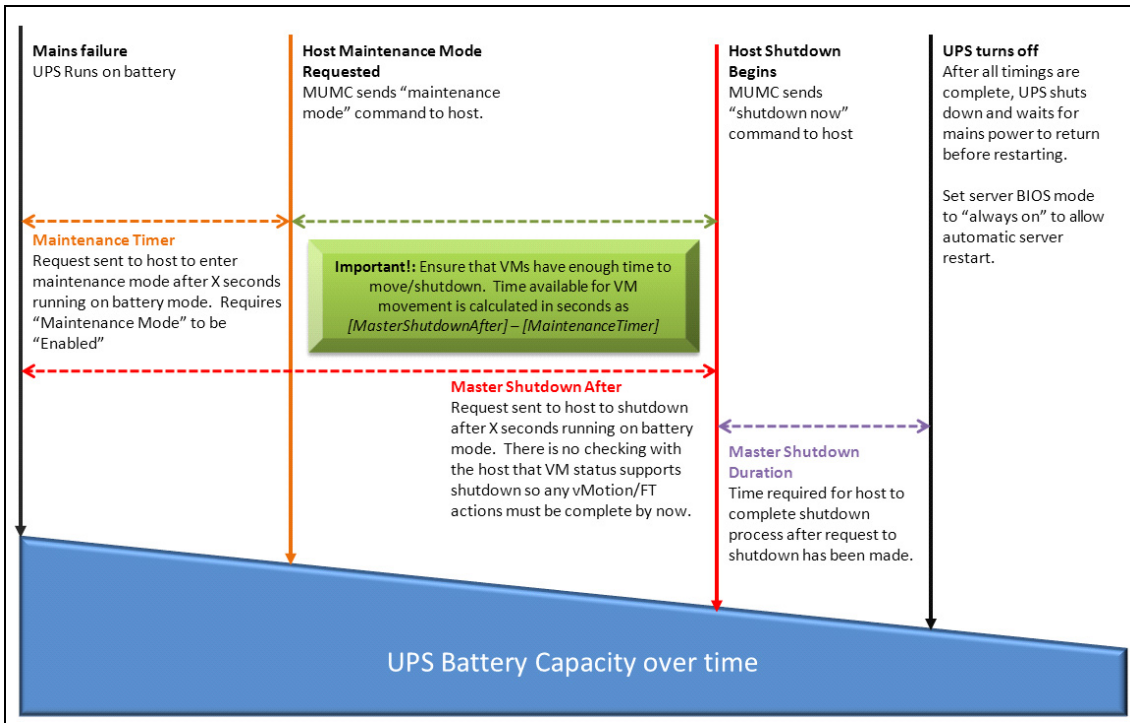 Mains failure
UPS Runs on battery
Host Maintenance Mode
Requested
MUMC sends “maintenance
mode” command to host.
Host Shutdown
Begins
MUMC sends
“shutdown now”
command to host
UPS turns off
After all timings are
complete, UPS shuts
down and waits for
mains power to return
before restarting.
Set server BIOS mode
to “always on” to allow
automatic server
restart.
Maintenance Timer
Request sent to host to enter
maintenance mode after X seconds
running on battery mode. Requires
“Maintenance Mode” to be
“Enabled”
Important!: Ensure that VMs have enough time to
move/shutdown. Time available for VM
movement is calculated in seconds as
[MasterShutdownAfter] – [MaintenanceTimer]
Master Shutdown After
Request sent to host to shutdown
after X seconds running on battery
mode. There is no checking with
the host that VM status supports
shutdown so any vMotion/FT
actions must be complete by now.
Master Shutdown
Duration
Time required for host to
complete shutdown
process after request to
shutdown has been made.
UPS Battery Capacity over time